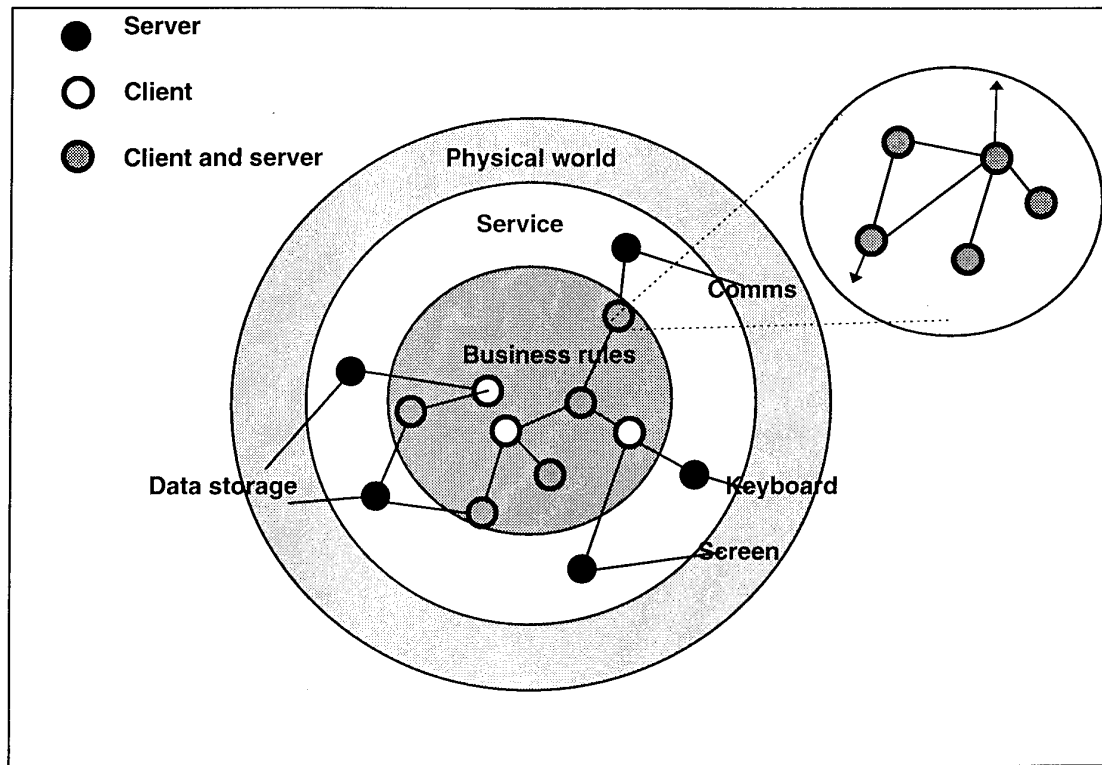 Server
Client
Client and server
Physical world
Service
Comms
Business rules
Data storage
Keyboard
Screen